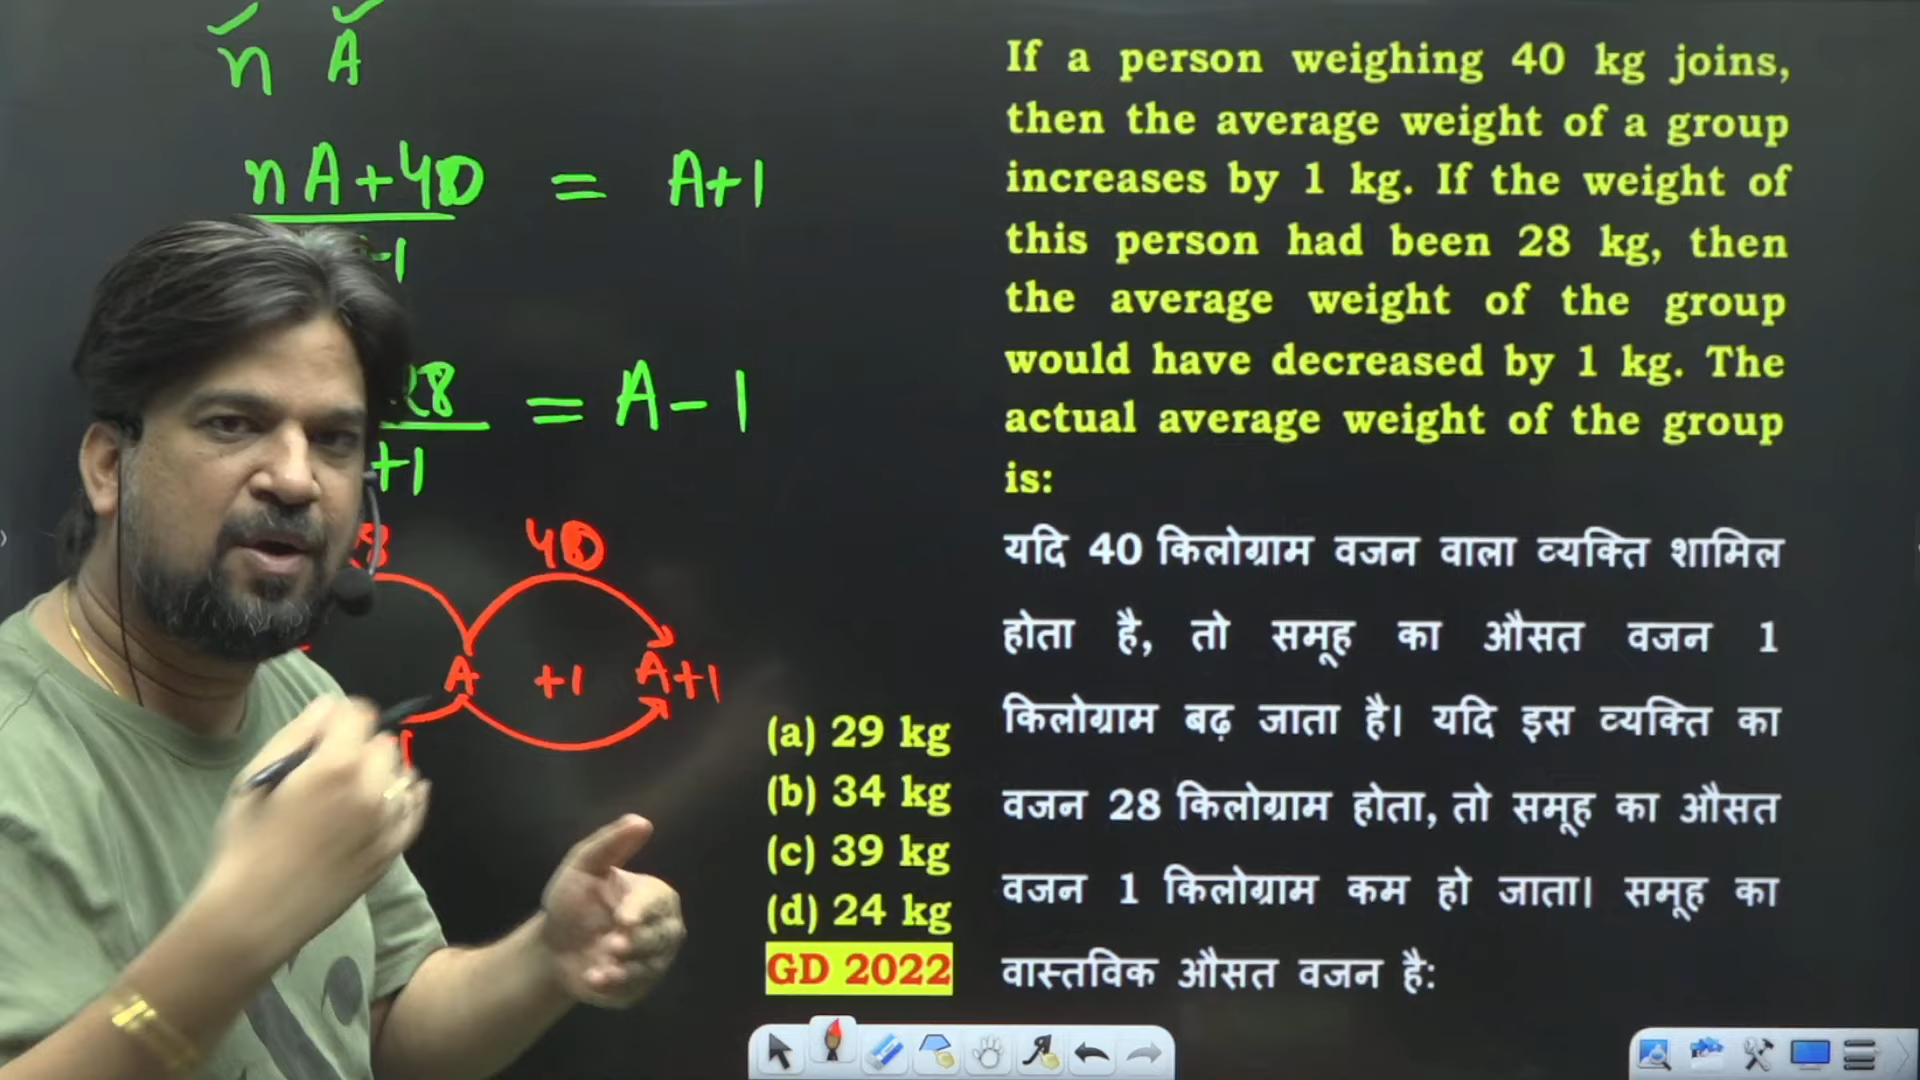 n A
nA+40 = A+1
If a person weighing 40 kg joins,
then the average weight of a group
increases by 1 kg. If the weight of
this person had been 28 kg, then
the average weight of the group
would have decreased by 1 kg. The
actual average weight of the group
is:
28 = A-1
+1
40
A +1 A+1
यदि 40 किलोग्राम वजन वाला व्यक्ति शामिल
होता है, तो समूह का औसत वजन 1
किलोग्राम बढ़ जाता है। यदि इस व्यक्ति का
वजन 28 किलोग्राम होता, तो समूह का औसत
वजन 1 किलोग्राम कम हो जाता। समूह का
वास्तविक औसत वजन है:
(a) 29 kg
(b) 34 kg
(c) 39 kg
(d) 24 kg
GD 2022